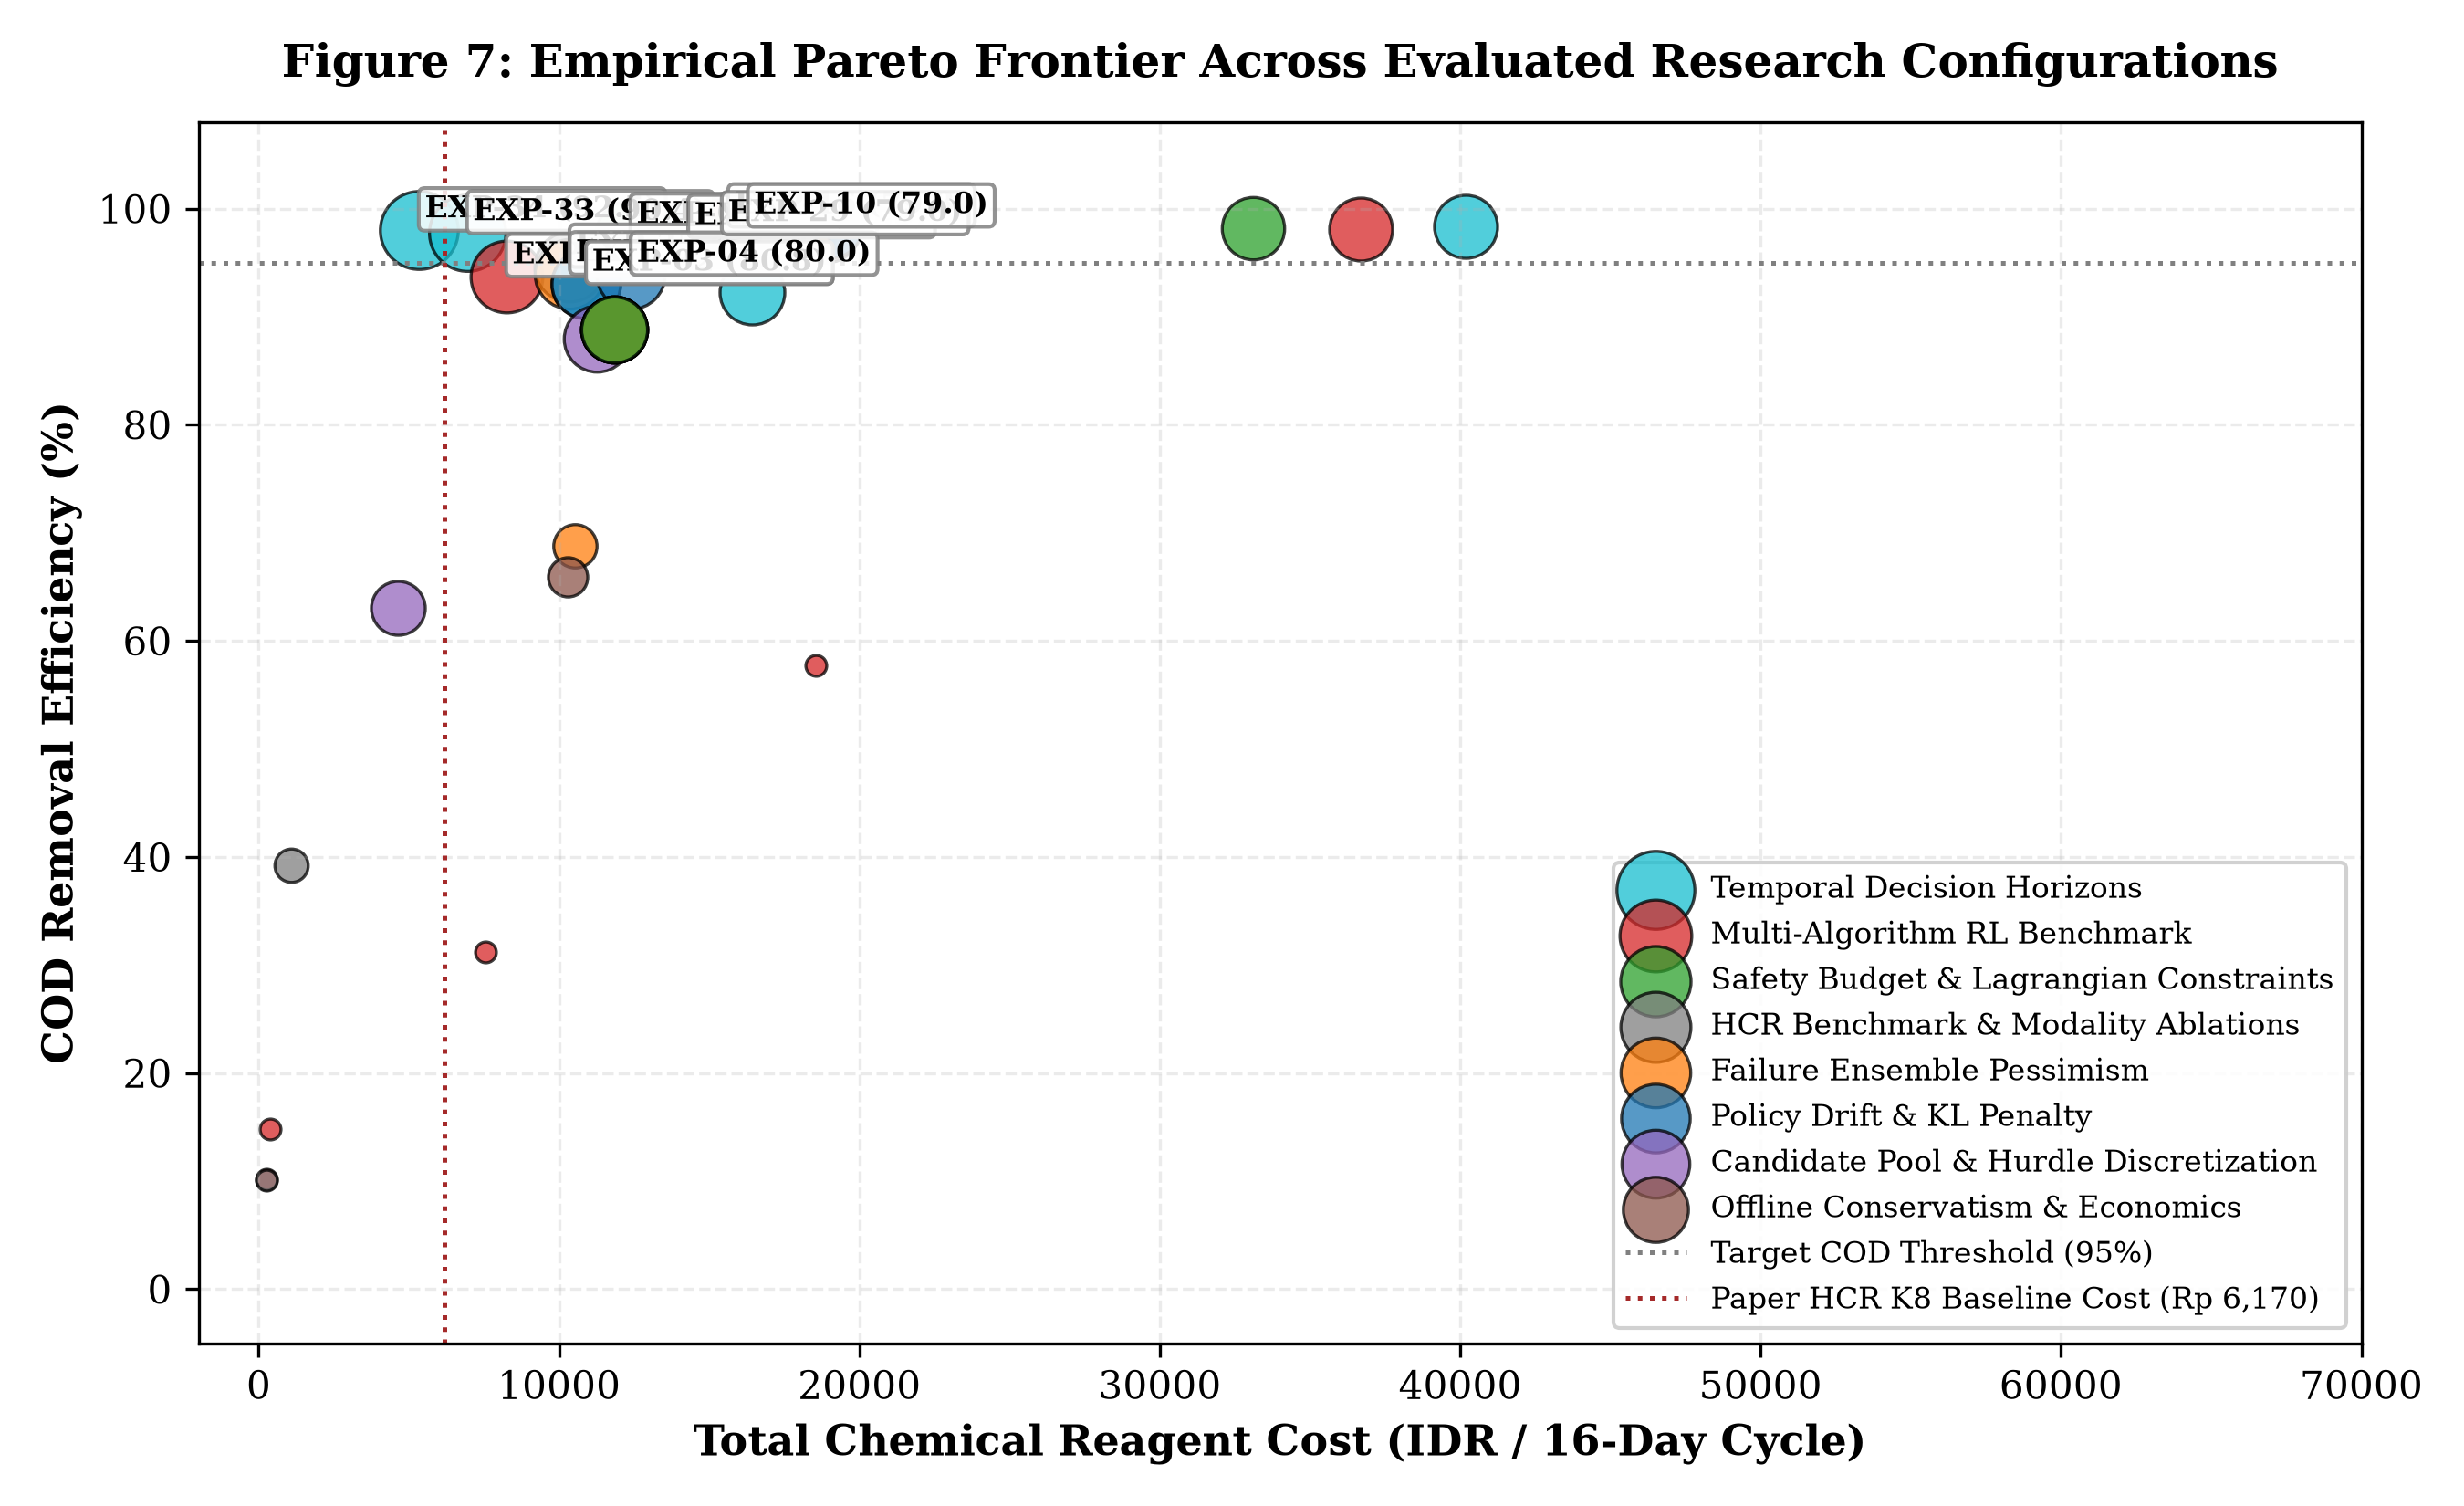 Figure 7: Empirical Pareto Frontier Across Evaluated Research Configurations
COD Removal Efficiency (%)
100
80
60
40
20
0
EXP-33
EXP-10 (79.0)
EXP-04 (80.0)
Temporal Decision Horizons
Multi-Algorithm RL Benchmark
Safety Budget & Lagrangian Constraints
HCR Benchmark & Modality Ablations
Failure Ensemble Pessimism
Policy Drift & KL Penalty
Candidate Pool & Hurdle Discretization
Offline Conservatism & Economics
Target COD Threshold (95%)
Paper HCR K8 Baseline Cost (Rp 6,170)
0
10000
20000
30000
40000
50000
60000
70000
Total Chemical Reagent Cost (IDR / 16-Day Cycle)